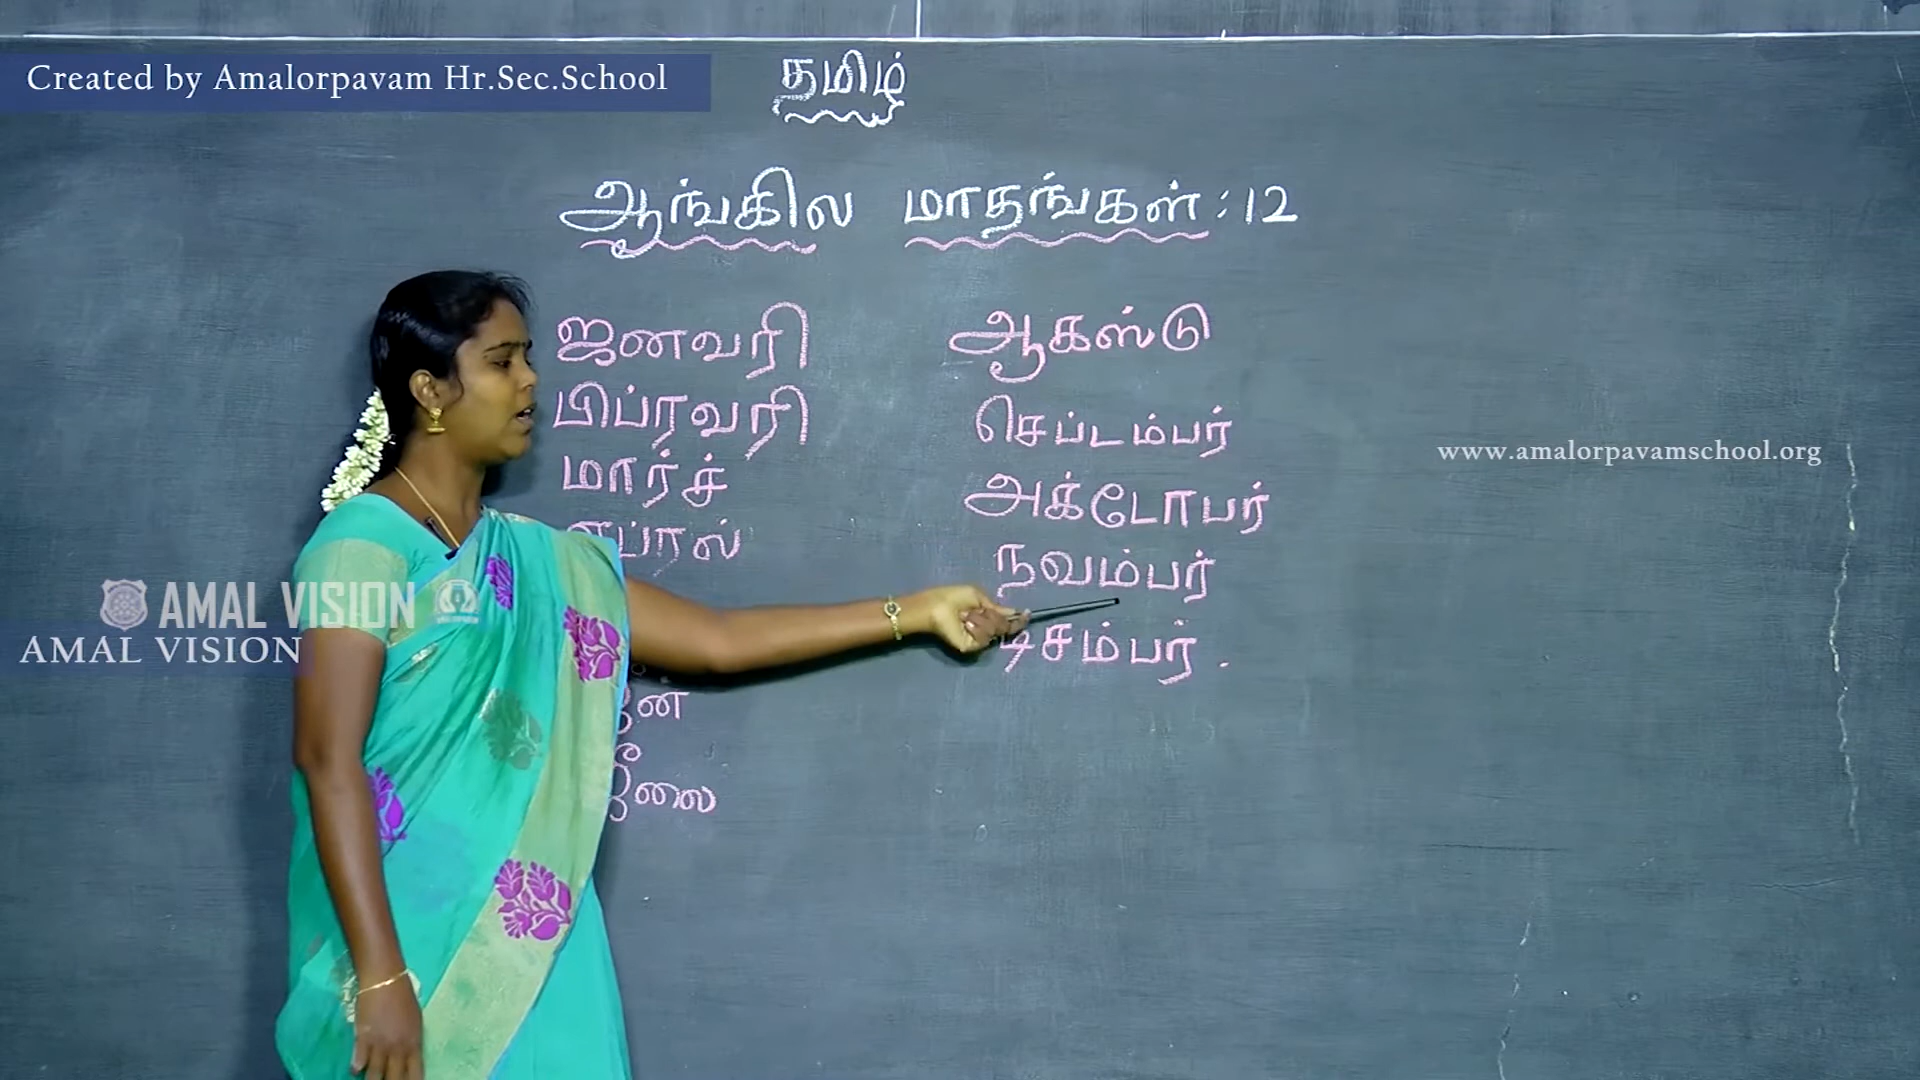 Created by Amalorpavam Hr.Sec.School
தமிழ்
ஆங்கில மாதங்கள் : 12
ஜனவரி
பிப்ரவரி
மார்ச்
ஆகஸ்டு
செப்டம்பர்
அக்டோபர்
நவம்பர்
டிசம்பர் .
www.amalorpavamschool.org
AMAL VISION
AMAL VISION